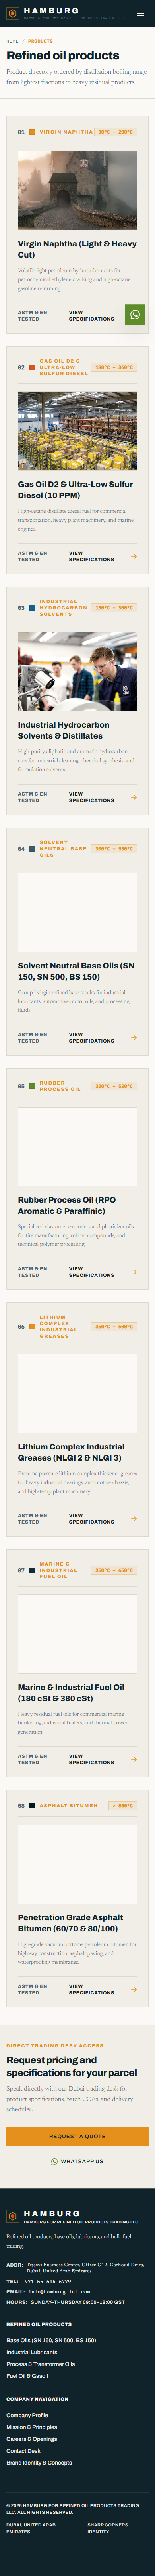 HAMBURG
HAMBURG FOR REFINED OIL PRODUCTS TRADING LLC
HOME / PRODUCTS
Refined oil products
Product directory ordered by distillation boiling range
from lightest fractions to heavy residual products.
01 VIRGIN NAPHTHA 30°C – 200°C
Virgin Naphtha (Light & Heavy
Cut)
Volatile light petroleum hydrocarbon cuts for
petrochemical ethylene cracking and high-octane
gasoline reforming.
ASTM & EN
TESTED
VIEW
SPECIFICATIONS
02 GAS OIL D2 &
ULTRA-LOW
SULFUR DIESEL
180°C – 360°C
Gas Oil D2 & Ultra-Low Sulfur
Diesel (10 PPM)
High-cetane distillate diesel fuel for commercial
transportation, heavy plant machinery, and marine
engines.
ASTM & EN
TESTED
VIEW
SPECIFICATIONS →
03 INDUSTRIAL
HYDROCARBON
SOLVENTS
Industrial Hydrocarbon
Solvents & Distillates
High-purity aliphatic and aromatic hydrocarbon
cuts for industrial cleaning, chemical synthesis, and
formulation solvents.
ASTM & EN
TESTED
VIEW
SPECIFICATIONS →
04 SOLVENT
NEUTRAL BASE
OILS
Solvent Neutral Base Oils (SN
150, SN 500, BS 150)
Group I virgin refined base stocks for industrial
lubricants, automotive motor oils, and processing
fluids.
ASTM & EN
TESTED
VIEW
SPECIFICATIONS →
05 RUBBER
PROCESS OIL
Rubber Process Oil (RPO
Aromatic & Paraffinic)
Specialized elastomer extenders and plasticizer oils
for tire manufacturing, rubber compounds, and
technical polymer processing.
ASTM & EN
TESTED
VIEW
SPECIFICATIONS →
06 LITHIUM
COMPLEX
INDUSTRIAL
GREASES
Lithium Complex Industrial
Greases (NLGI 2 & NLGI 3)
Extreme pressure lithium complex thickener greases
for heavy industrial bearings, automotive chassis,
and high-temp plant machinery.
ASTM & EN
TESTED
VIEW
SPECIFICATIONS →
07 MARINE &
INDUSTRIAL
FUEL OIL
Marine & Industrial Fuel Oil
(180 cSt & 380 cSt)
Heavy residual fuel oils for commercial marine
bunkering, industrial boilers, and thermal power
generation.
ASTM & EN
TESTED
VIEW
SPECIFICATIONS →
08 ASPHALT BITUMEN > 550°C
Penetration Grade Asphalt
Bitumen (60/70 & 80/100)
High-grade vacuum bottoms petroleum bitumen for
highway construction, asphalt paving, and
waterproofing membranes.
ASTM & EN
TESTED
VIEW
SPECIFICATIONS →
DIRECT TRADING DESK ACCESS
Request pricing and
specifications for your parcel
Speak directly with our Dubai trading desk for
product specifications, batch COAs, and delivery
schedules.
REQUEST A QUOTE
WHATSAPP US
HAMBURG
HAMBURG FOR REFINED OIL PRODUCTS TRADING LLC
Refined oil products, base oils, lubricants, and bulk fuel
trading.
ADDR: Tejawi Business Center, Office G12, Garhoud Deira,
Dubai, United Arab Emirates
TEL: +971 55 515 6779
EMAIL: info@hamburg-int.com
HOURS: SUNDAY–THURSDAY 09:00–18:00 GST
REFINED OIL PRODUCTS
Base Oils (SN 150, SN 500, BS 150)
Industrial Lubricants
Process & Transformer Oils
Fuel Oil & Gasoil
COMPANY NAVIGATION
Company Profile
Mission & Principles
Careers & Openings
Contact Desk
Brand Identity & Concepts
© 2026 HAMBURG FOR REFINED OIL PRODUCTS TRADING
LLC. ALL RIGHTS RESERVED.
DUBAI, UNITED ARAB
EMIRATES
SHARP CORNERS
IDENTITY